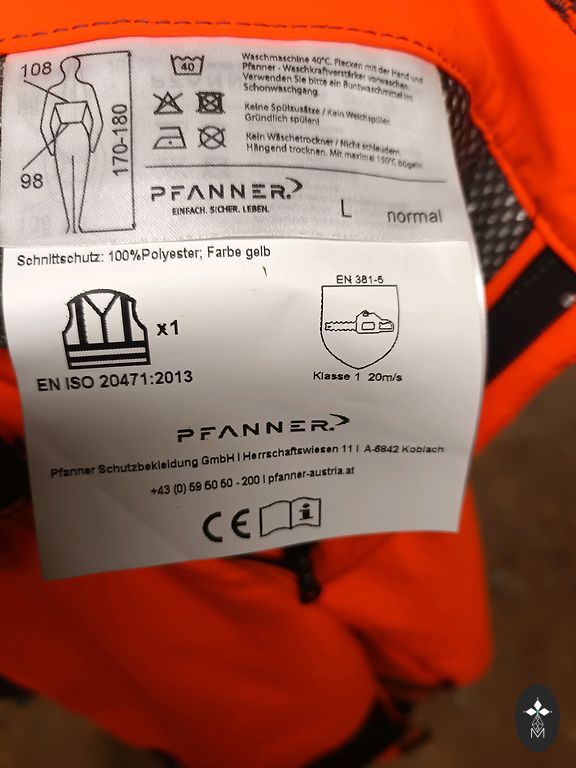 108
98
170-180
40
Waschmaschine 40°C. Flecken mit der Hand und
Pfanner - Waschkraftverstärker vorwaschen.
Verwenden Sie bitte ein Buntwaschmittel im
Schonwaschgang.
Keine Spülzusätze / Kein Weichspüler.
Gründlich spülen!
Kein Wäschetrockner / Nicht schleudern
Hängend trocknen. Mit maximal 150°C bügeln
PFANNER
EINFACH. SICHER. LEBEN.
L normal
Schnittschutz: 100%Polyester; Farbe gelb
x1
EN ISO 20471:2013
EN 381-5
Klasse 1 20m/s
PFANNER
Pfanner Schutzbekleidung GmbH I Herrschaftswiesen 11 I A-6842 Koblach
+43 (0) 59 50 50 - 200 I pfanner-austria.at
CE i
M